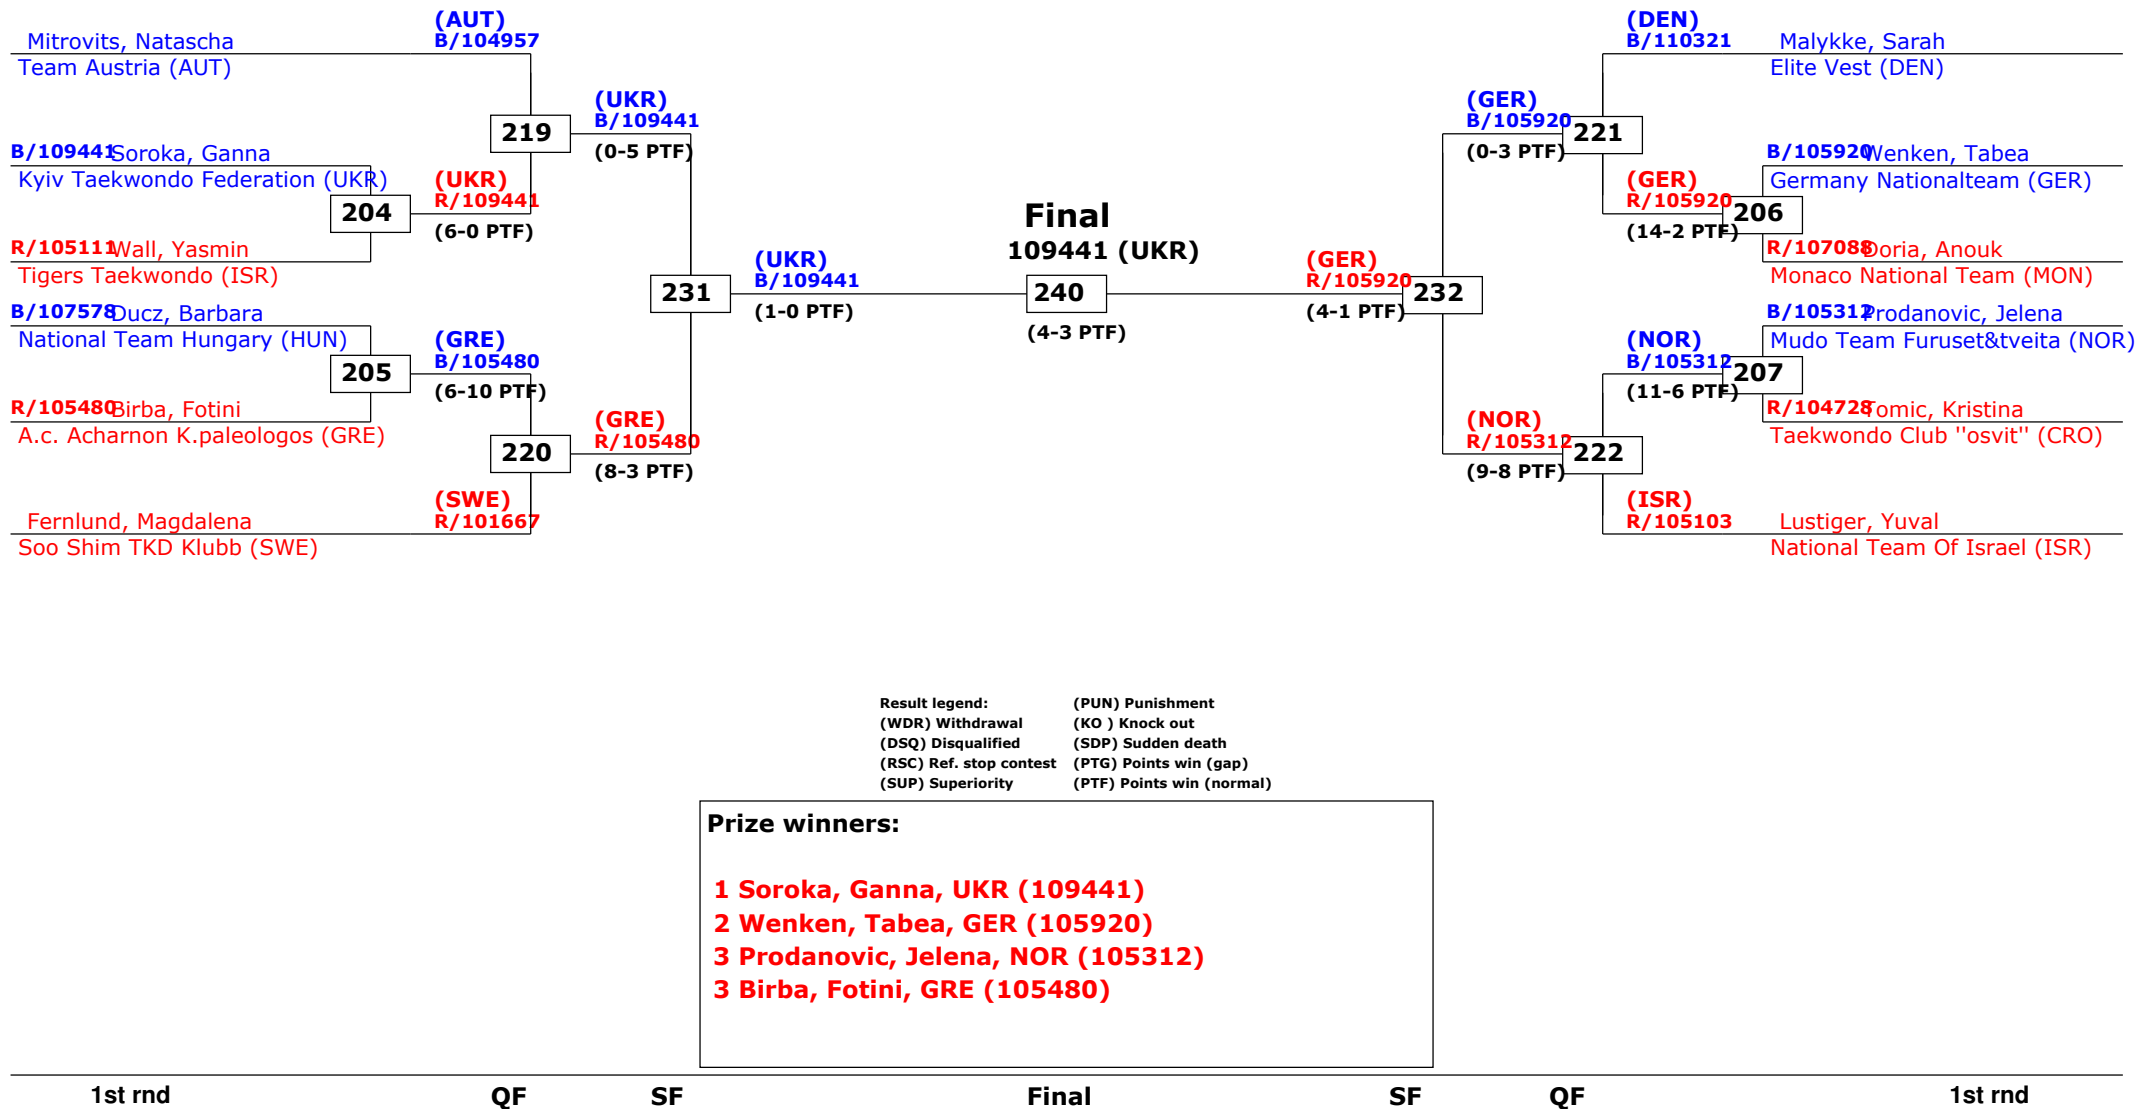 (AUT)
B/104957
Mitrovits, Natascha
Team Austria (AUT)
(UKR)
B/109441
219
(0-5 PTF)
B/109441 Soroka, Ganna
Kyiv Taekwondo Federation (UKR)
(UKR)
R/109441
204
(6-0 PTF)
R/105111 Wall, Yasmin
Tigers Taekwondo (ISR)
(UKR)
B/109441
231
(1-0 PTF)
B/107578 Ducz, Barbara
National Team Hungary (HUN)
(GRE)
B/105480
205
(6-10 PTF)
R/105480 Birba, Fotini
A.c. Acharnon K.paleologos (GRE)
(GRE)
R/105480
220
(8-3 PTF)
(SWE)
R/101667
Fernlund, Magdalena
Soo Shim TKD Klubb (SWE)
Final
109441 (UKR)
240
(4-3 PTF)
(DEN)
B/110321
Malykke, Sarah
Elite Vest (DEN)
(GER)
B/105920
221
(0-3 PTF)
B/105920 Wenken, Tabea
Germany Nationalteam (GER)
(GER)
R/105920
206
(14-2 PTF)
R/107088 Doria, Anouk
Monaco National Team (MON)
(GER)
R/105920
232
(4-1 PTF)
B/105312 Prodanovic, Jelena
Mudo Team Furuset&tveita (NOR)
(NOR)
B/105312
207
(11-6 PTF)
R/104728 Tomic, Kristina
Taekwondo Club "osvit" (CRO)
(NOR)
R/105312
222
(9-8 PTF)
(ISR)
R/105103
Lustiger, Yuval
National Team Of Israel (ISR)
Result legend: (PUN) Punishment
(WDR) Withdrawal (KO ) Knock out
(DSQ) Disqualified (SDP) Sudden death
(RSC) Ref. stop contest (PTG) Points win (gap)
(SUP) Superiority (PTF) Points win (normal)
Prize winners:
1 Soroka, Ganna, UKR (109441)
2 Wenken, Tabea, GER (105920)
3 Prodanovic, Jelena, NOR (105312)
3 Birba, Fotini, GRE (105480)
1st rnd QF SF Final SF QF 1st rnd